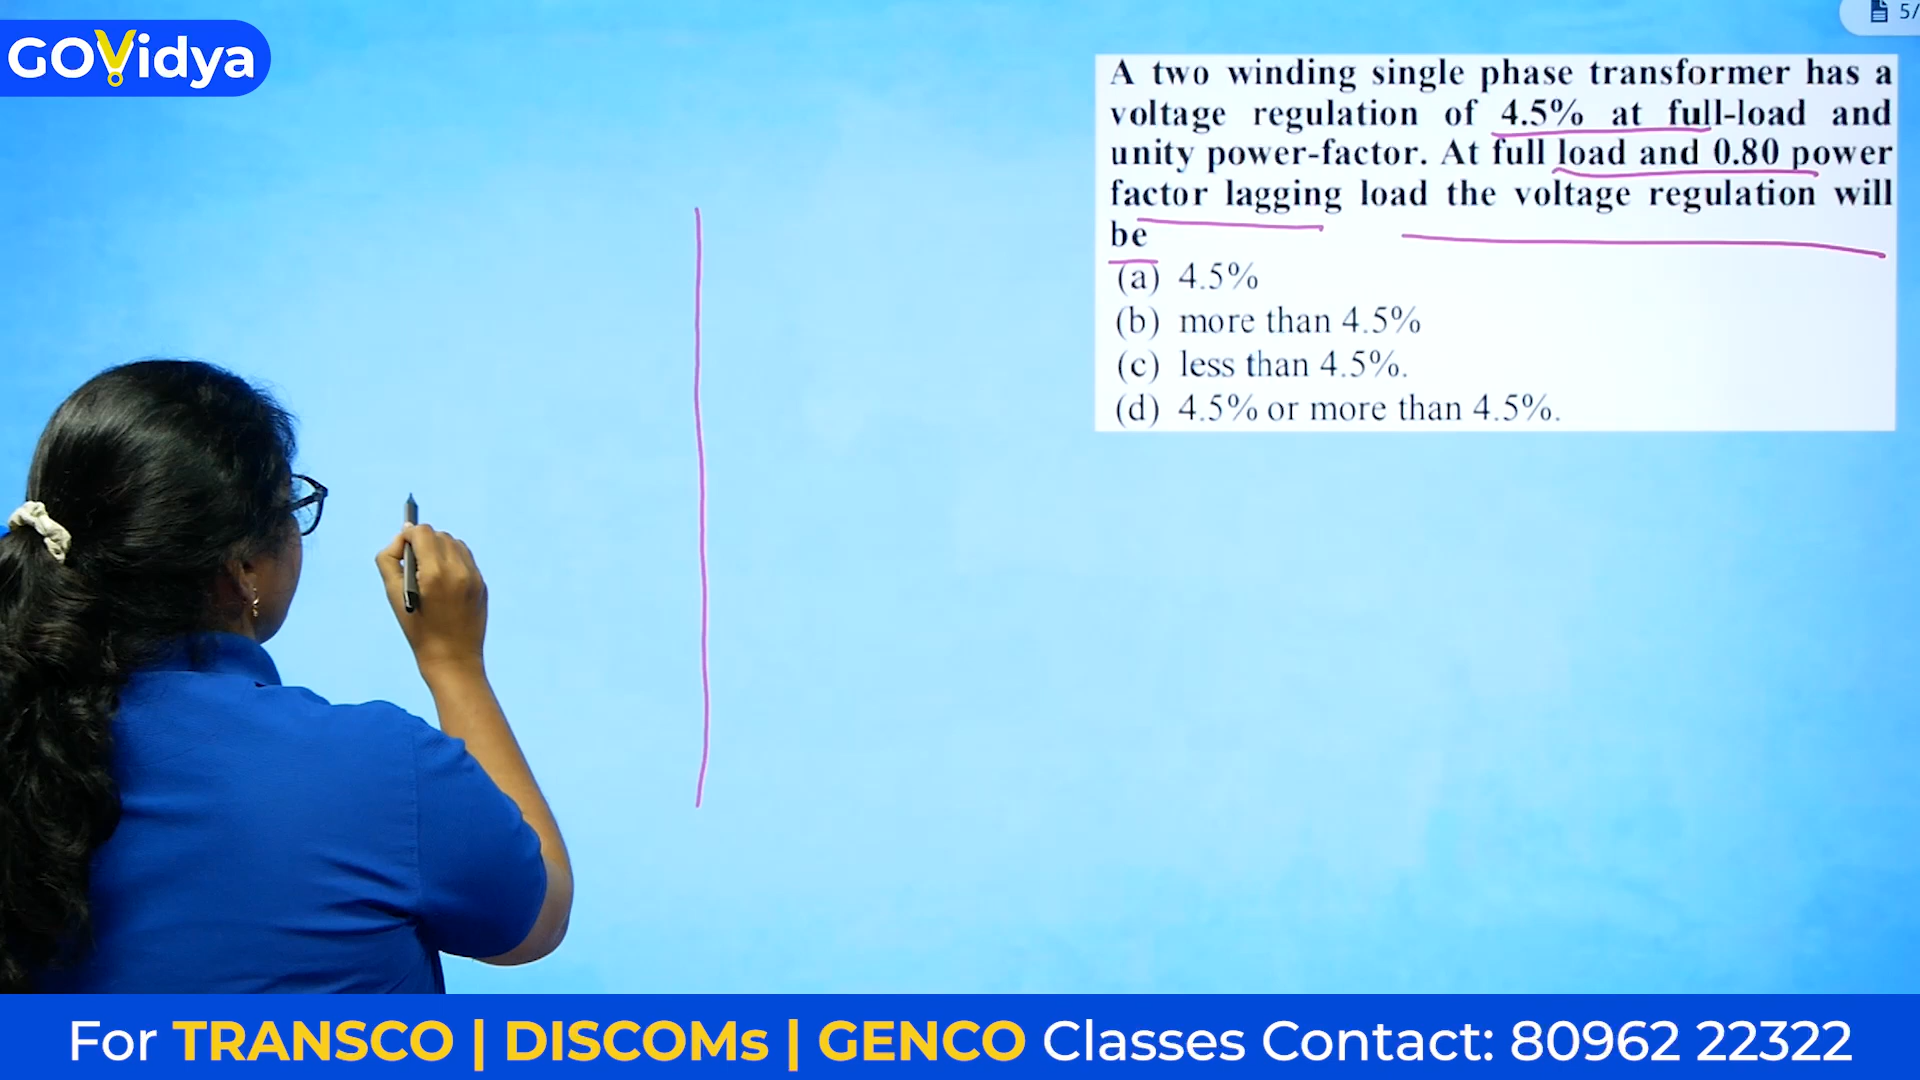 GOVidya
5/
A two winding single phase transformer has a
voltage regulation of 4.5% at full-load and
unity power-factor. At full load and 0.80 power
factor lagging load the voltage regulation will
be
(a) 4.5%
(b) more than 4.5%
(c) less than 4.5%.
(d) 4.5% or more than 4.5%.
For TRANSCO | DISCOMs | GENCO Classes Contact: 80962 22322